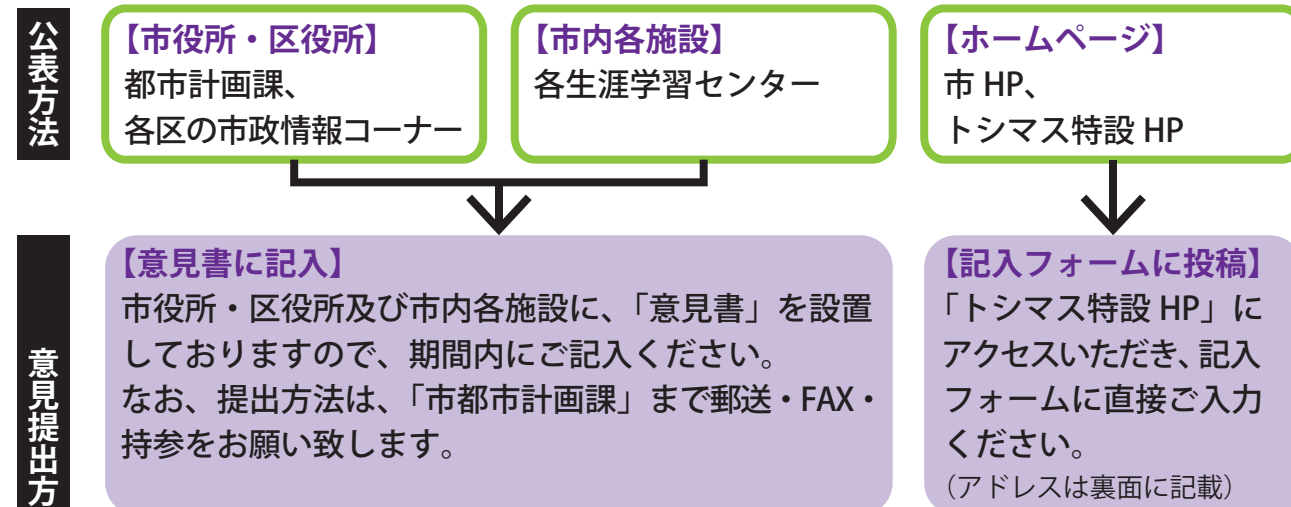 公表方法
【市役所・区役所】
都市計画課、
各区の市政情報コーナー
【市内各施設】
各生涯学習センター
【ホームページ】
市 HP、
トシマス特設 HP
意見提出方
【意見書に記入】
市役所・区役所及び市内各施設に、「意見書」を設置
しておりますので、期間内にご記入ください。
なお、提出方法は、「市都市計画課」まで郵送・FAX・
持参をお願い致します。
【記入フォームに投稿】
「トシマス特設 HP」に
アクセスいただき、記入
フォームに直接ご入力
ください。
（アドレスは裏面に記載）